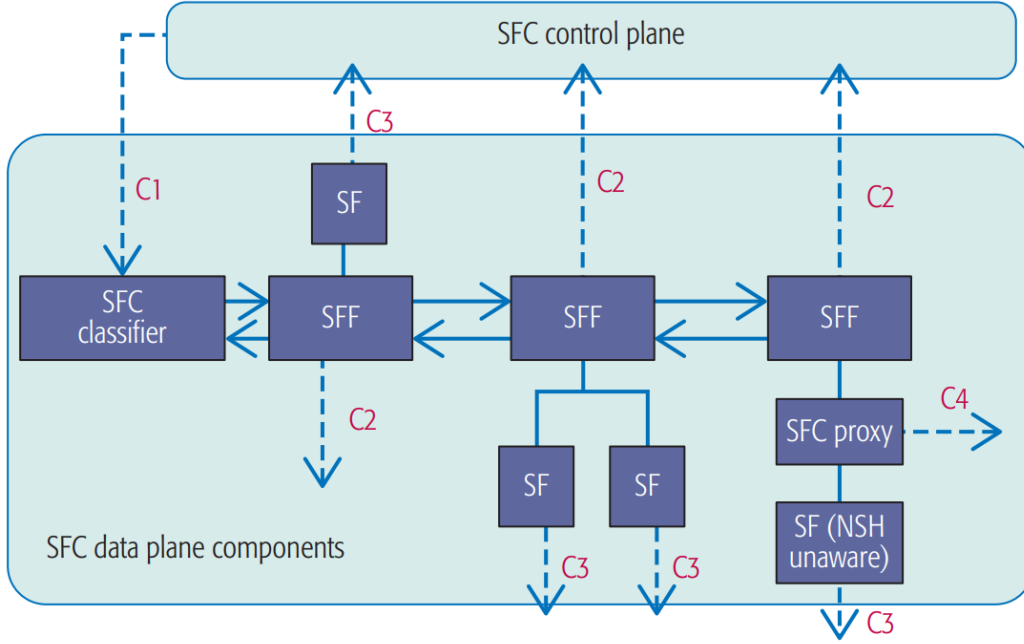 SFC control plane
C3
C1
C2
C2
SF
SFC
classifier
SFF
SFF
SFF
C2
C4
SFC proxy
SF
SF
SF (NSH
unaware)
SFC data plane components
C3
C3
C3